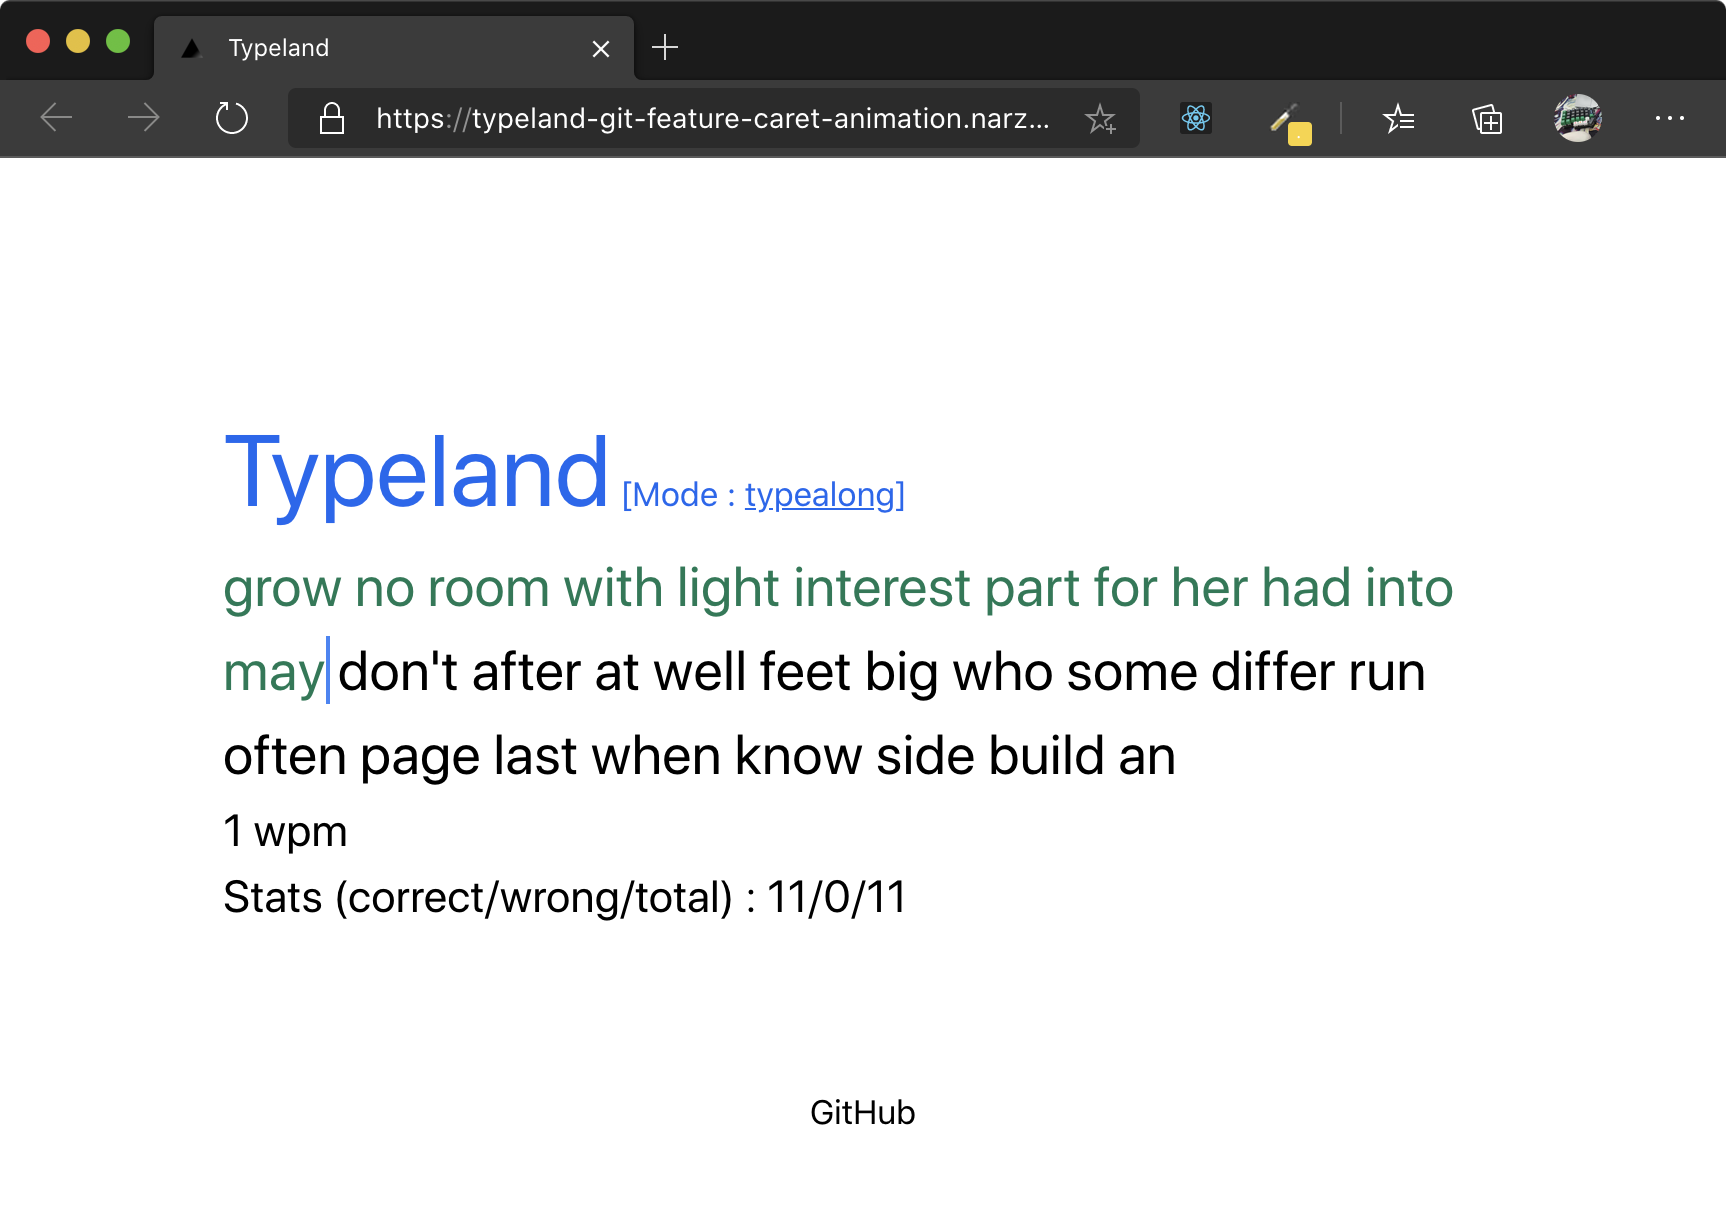 Typeland
https://typeland-git-feature-caret-animation.narz...
Typeland [Mode : typealong]
grow no room with light interest part for her had into
may don't after at well feet big who some differ run
often page last when know side build an
1 wpm
Stats (correct/wrong/total) : 11/0/11
GitHub